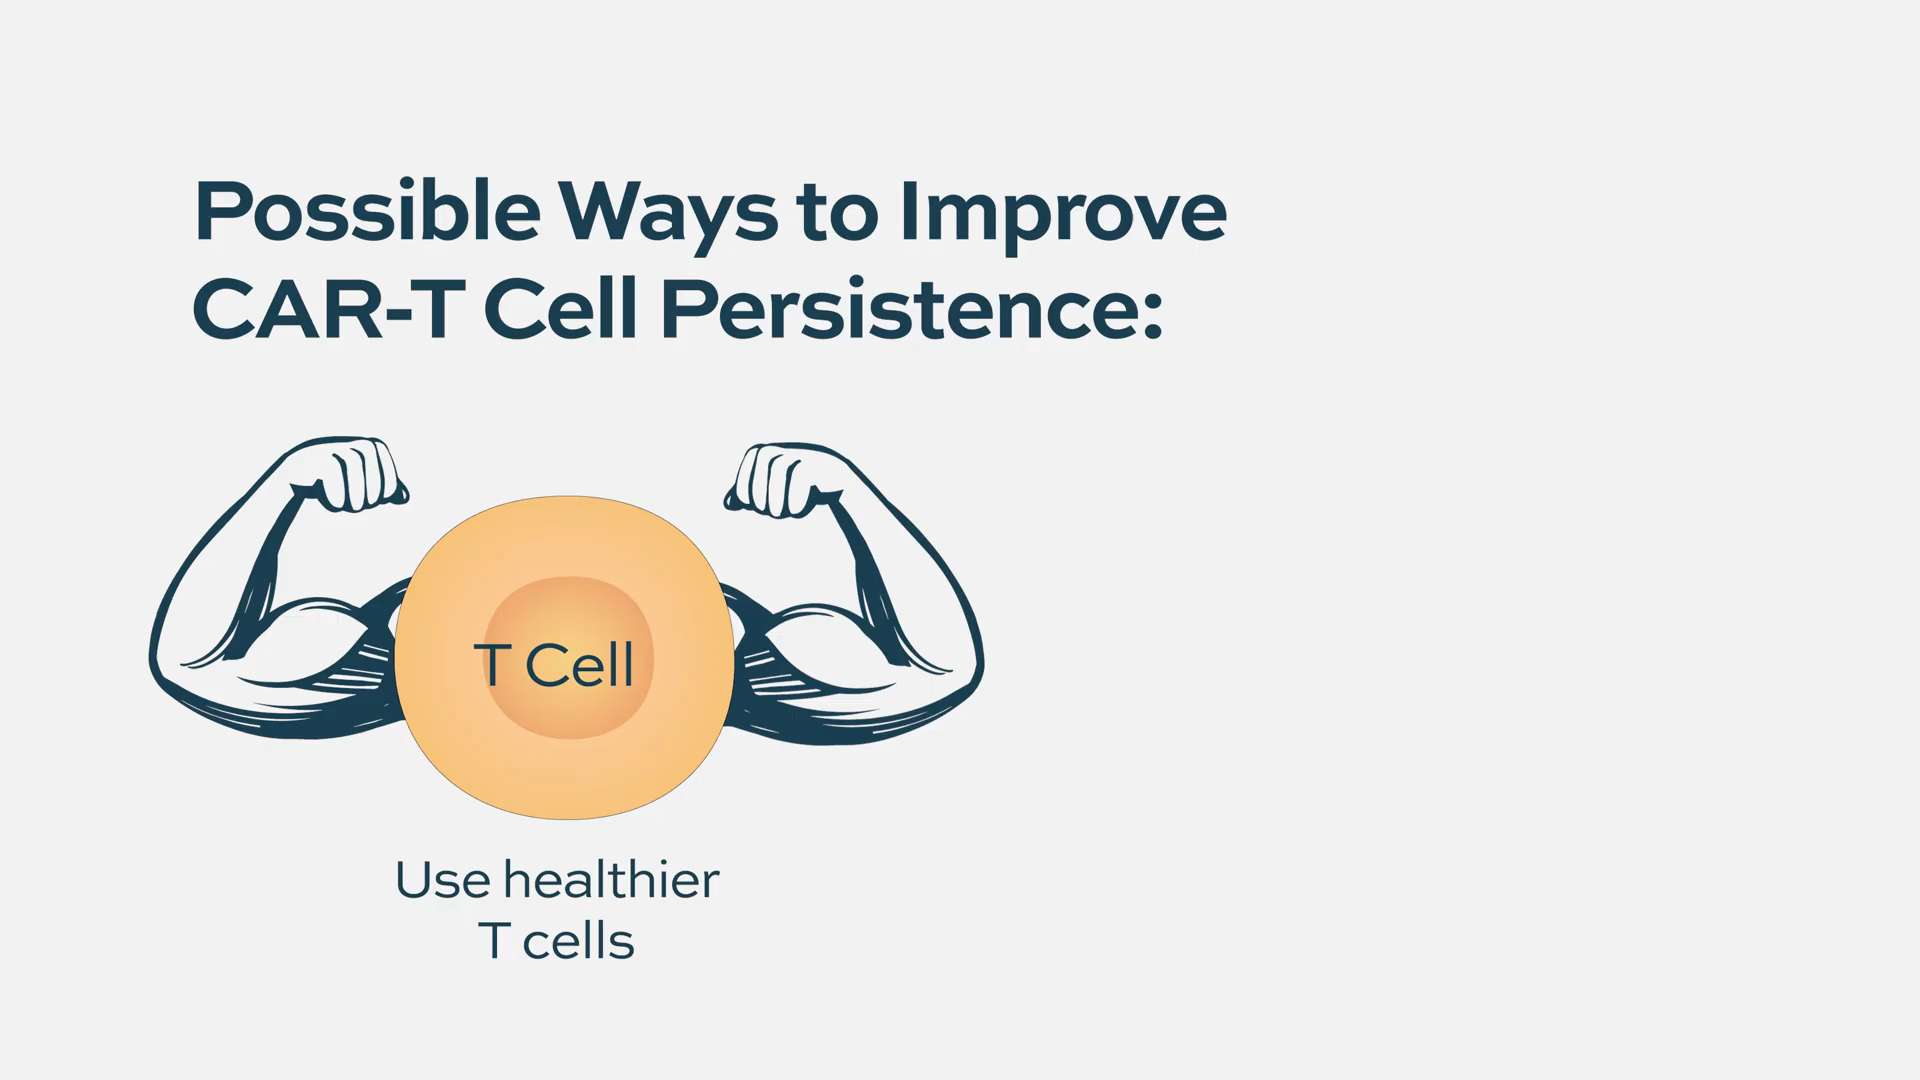 Possible Ways to Improve
CAR-T Cell Persistence:
T Cell
Use healthier
T cells